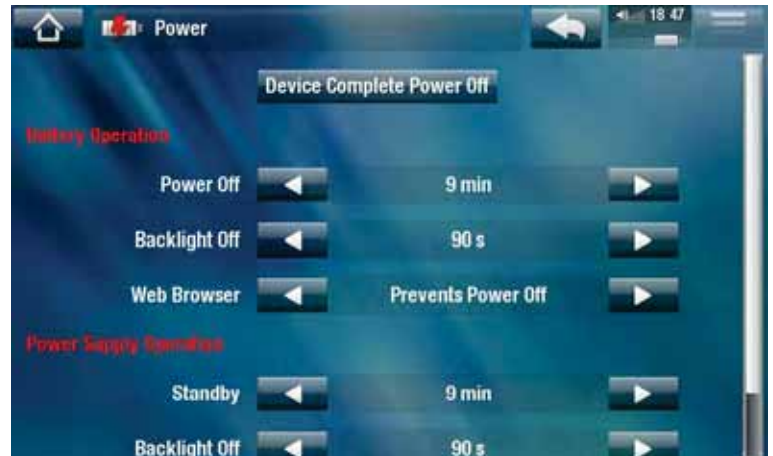 Power
18 47
Device Complete Power Off
Battery Operation
Power Off 9 min
Backlight Off 90 s
Web Browser Prevents Power Off
Power Supply Operation
Standby 9 min
Backlight Off 90 s